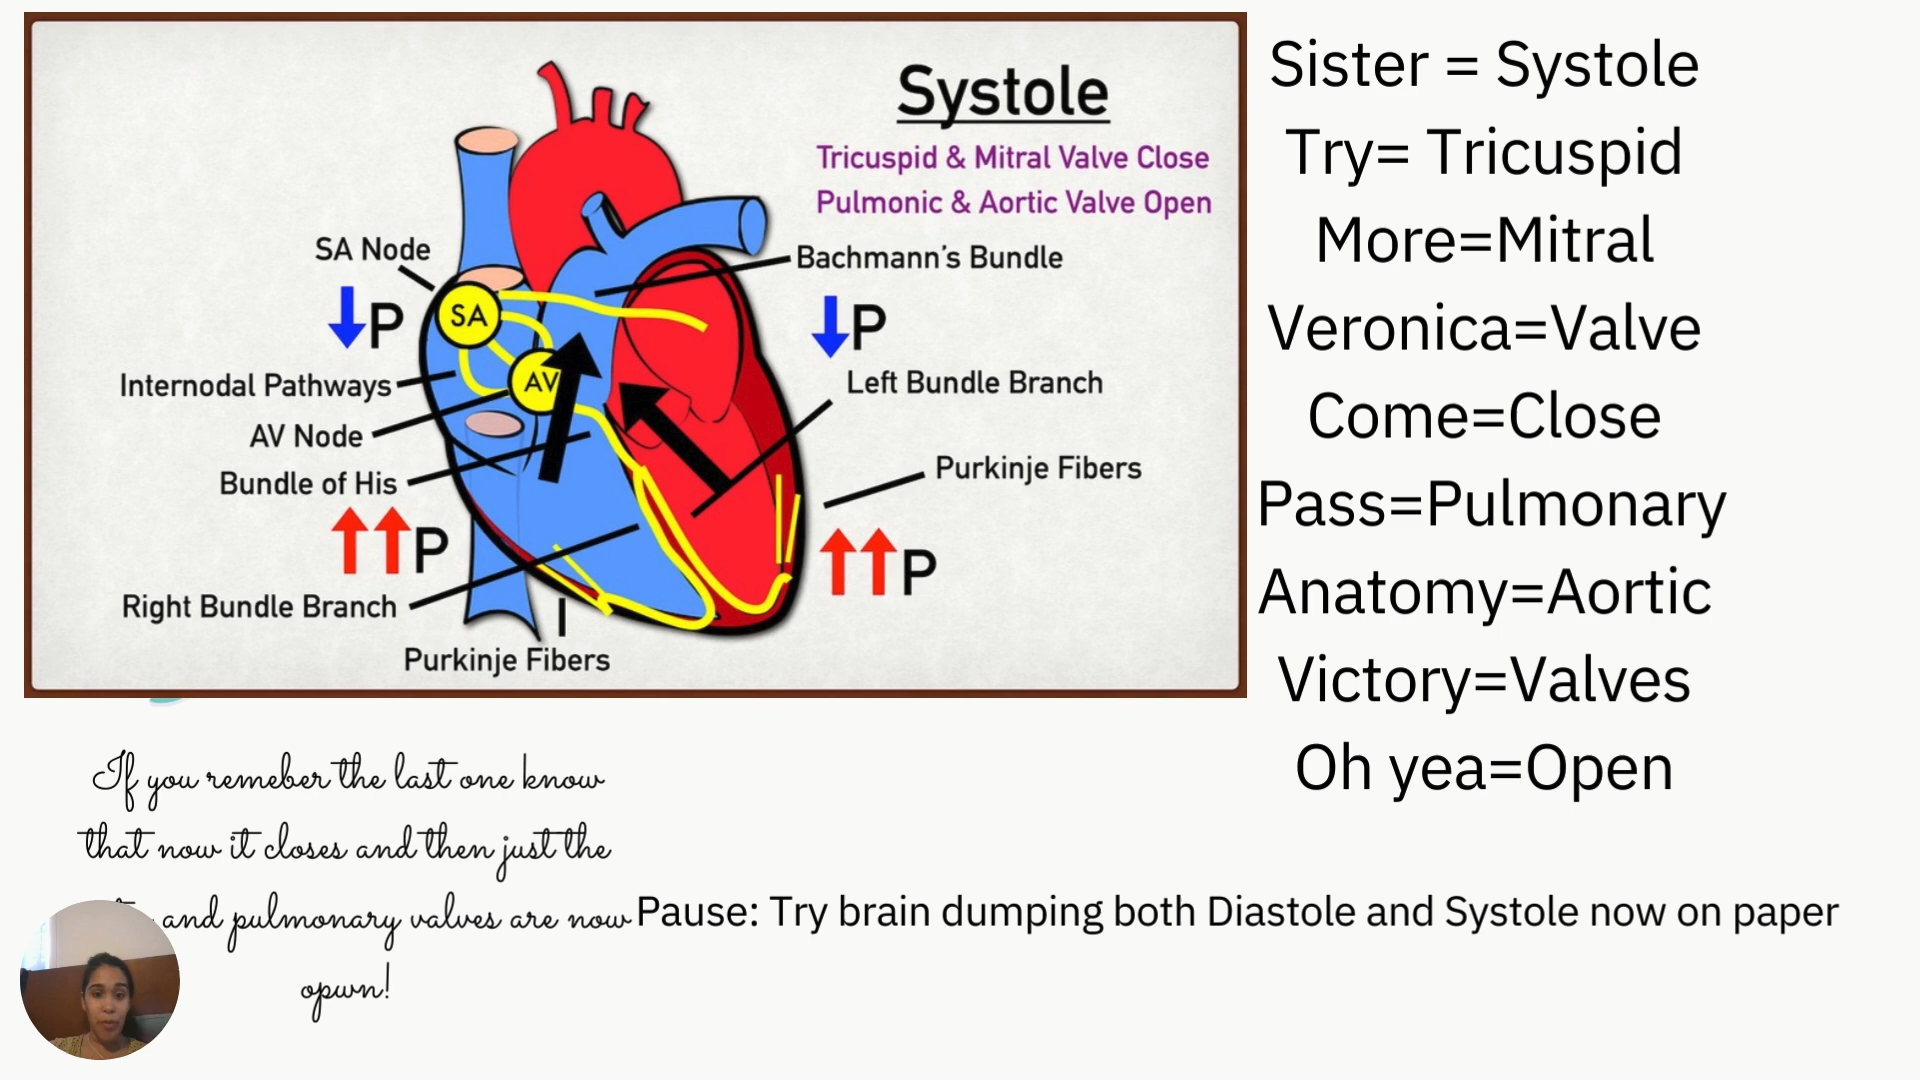 Systole
Tricuspid & Mitral Valve Close
Pulmonic & Aortic Valve Open
SA Node
Bachmann's Bundle
↓P
SA
↓P
Internodal Pathways
AV
Left Bundle Branch
AV Node
Bundle of His
Purkinje Fibers
↑↑P
↑↑P
Right Bundle Branch
Purkinje Fibers
Sister = Systole
Try= Tricuspid
More=Mitral
Veronica=Valve
Come=Close
Pass=Pulmonary
Anatomy=Aortic
Victory=Valves
Oh yea=Open
If you remeber the last one know
that now it closes and then just the
and pulmonary valves are now
opwn!
Pause: Try brain dumping both Diastole and Systole now on paper